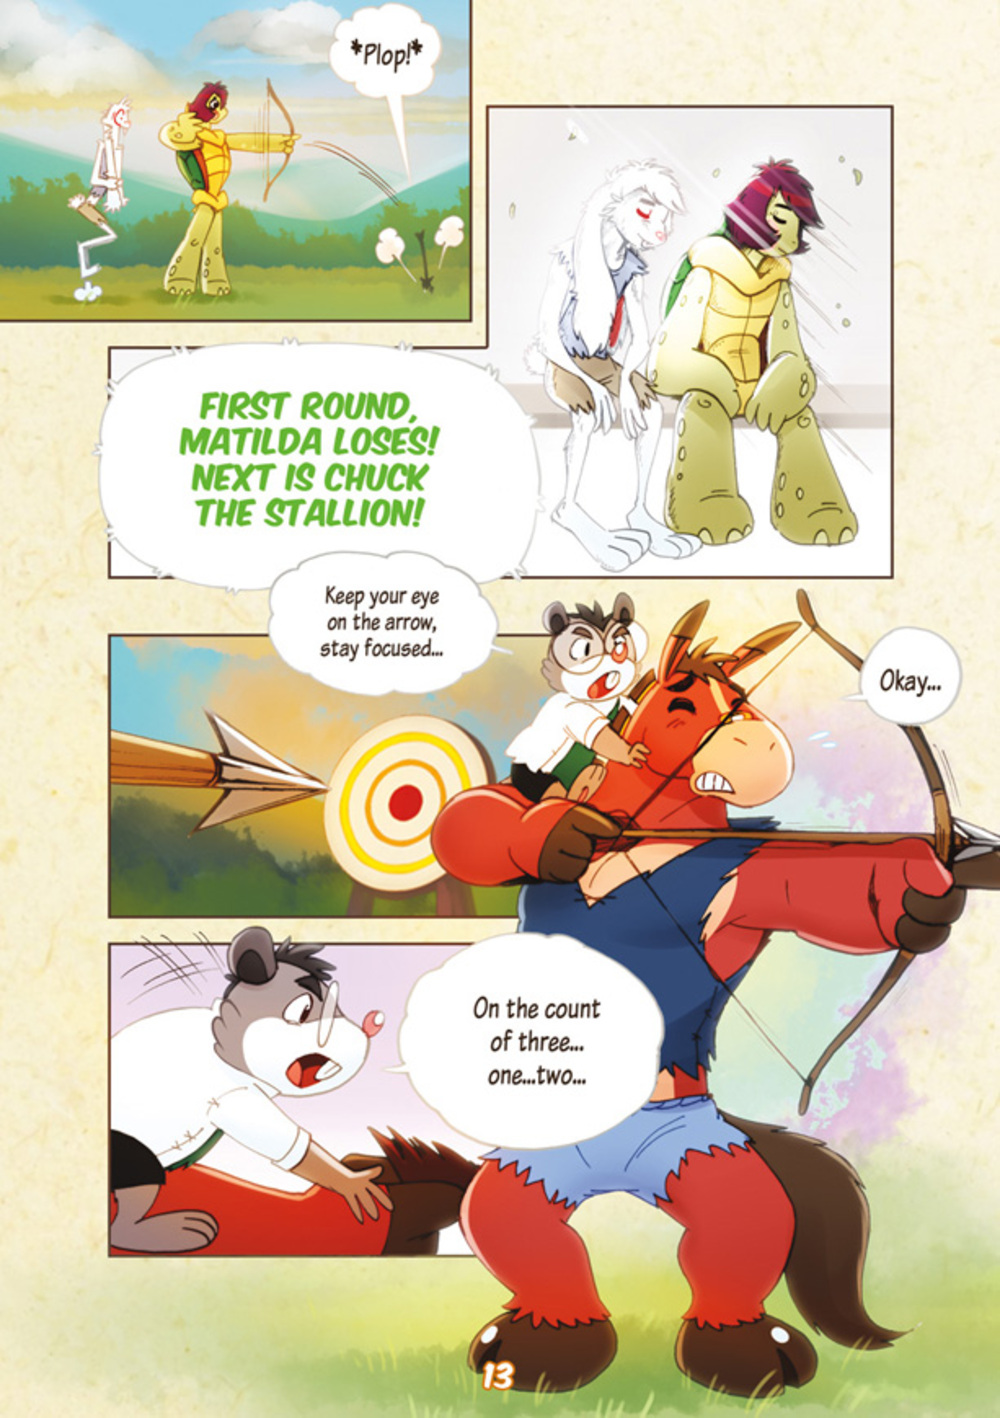 *Plop!*
FIRST ROUND,
MATILDA LOSES!
NEXT IS CHUCK
THE STALLION!
Keep your eye
on the arrow,
stay focused...
Okay...
On the count
of three...
one...two...
13